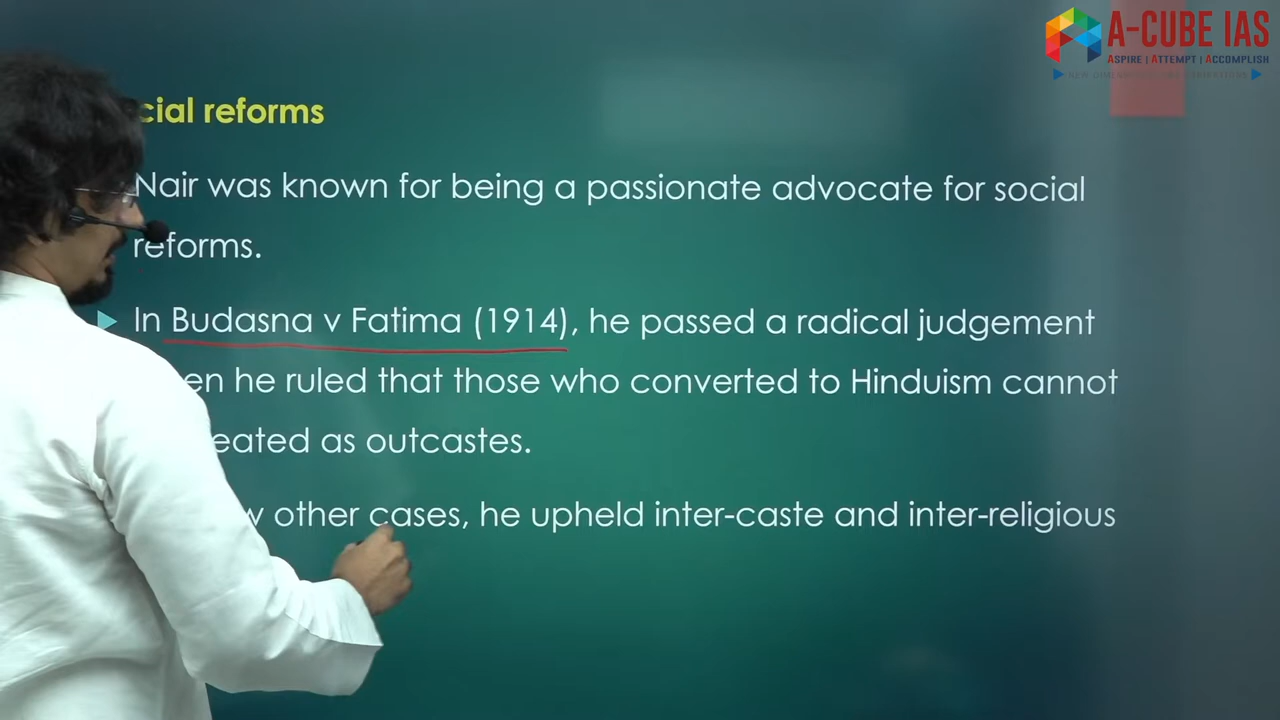 A-CUBE IAS
ASPIRE | ATTEMPT | ACCOMPLISH
cial reforms
Nair was known for being a passionate advocate for social
reforms.
In Budasna v Fatima (1914), he passed a radical judgement
en he ruled that those who converted to Hinduism cannot
eated as outcastes.
w other cases, he upheld inter-caste and inter-religious